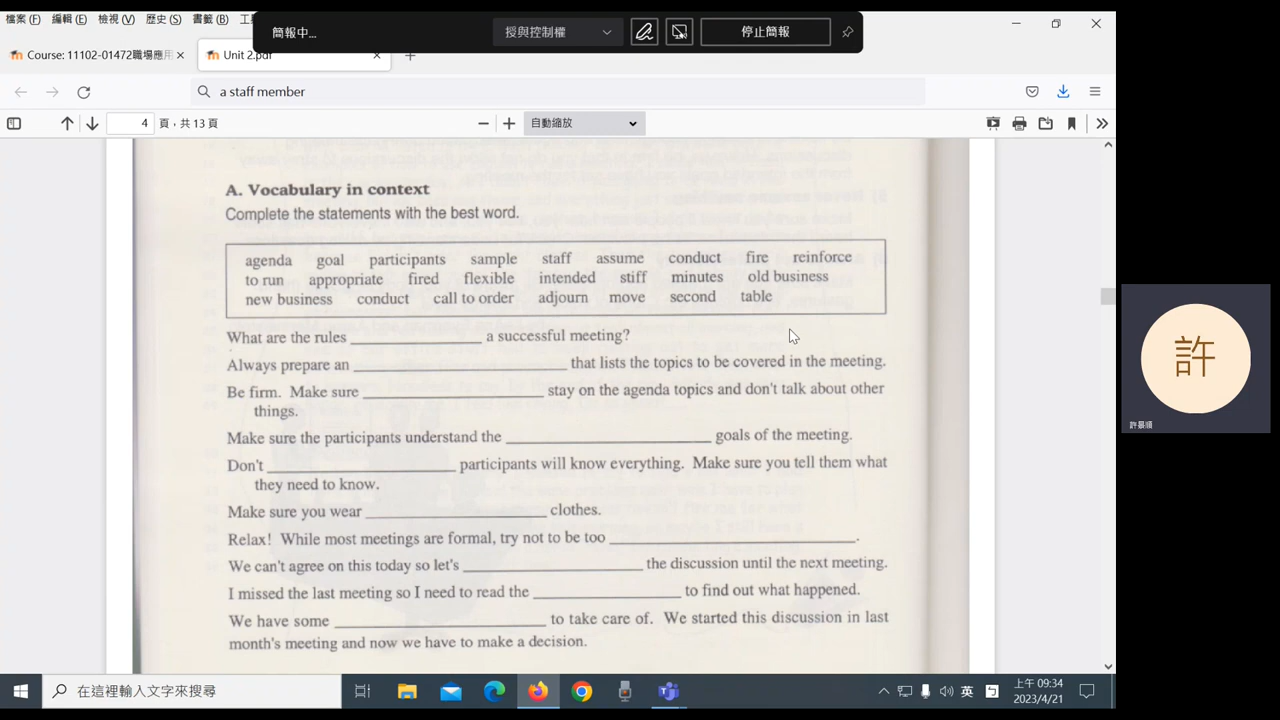 檔案 (F) 編輯 (E) 檢視 (V) 歷史 (S) 書籤 (B)
簡報中...
授與控制權
停止簡報
Course: 11102-01472職場應用
Unit 2.pdf
a staff member
4 頁，共 13 頁
自動縮放
A. Vocabulary in context
Complete the statements with the best word.
agenda goal participants sample staff assume conduct fire reinforce
to run appropriate fired flexible intended stiff minutes old business
new business conduct call to order adjourn move second table
What are the rules ____________ a successful meeting?
Always prepare an ____________ that lists the topics to be covered in the meeting.
Be firm. Make sure ____________ stay on the agenda topics and don't talk about other
things.
Make sure the participants understand the ____________ goals of the meeting.
Don't ____________ participants will know everything. Make sure you tell them what
they need to know.
Make sure you wear ____________ clothes.
Relax! While most meetings are formal, try not to be too ____________.
We can't agree on this today so let's ____________ the discussion until the next meeting.
I missed the last meeting so I need to read the ____________ to find out what happened.
We have some ____________ to take care of. We started this discussion in last
month's meeting and now we have to make a decision.
許
許景順
在這裡輸入文字來搜尋
英
上午 09:34
2023/4/21